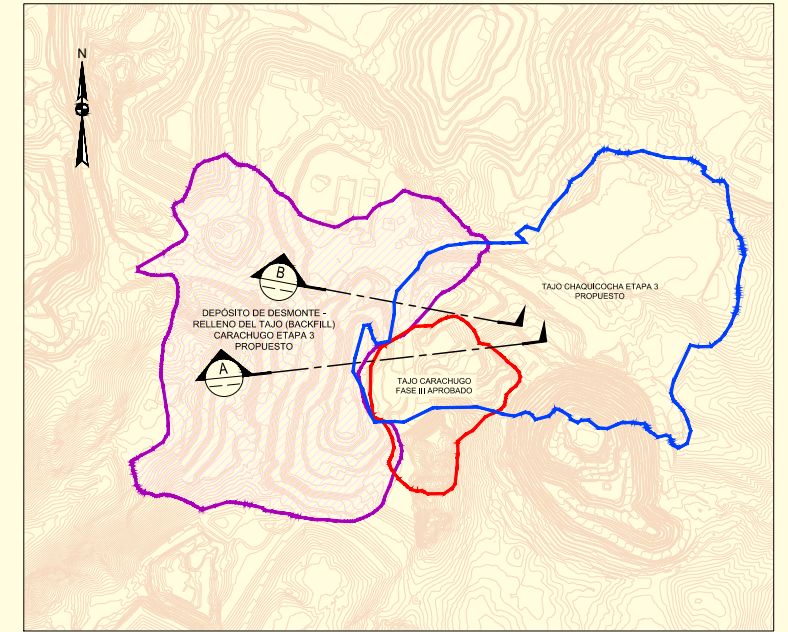 N
B
TAJO CHAQUICOCHA ETAPA 3
PROPUESTO
DEPÓSITO DE DESMONTE -
RELLENO DEL TAJO (BACKFILL)
CARACHUGO ETAPA 3
PROPUESTO
A
TAJO CARACHUGO
FASE III APROBADO